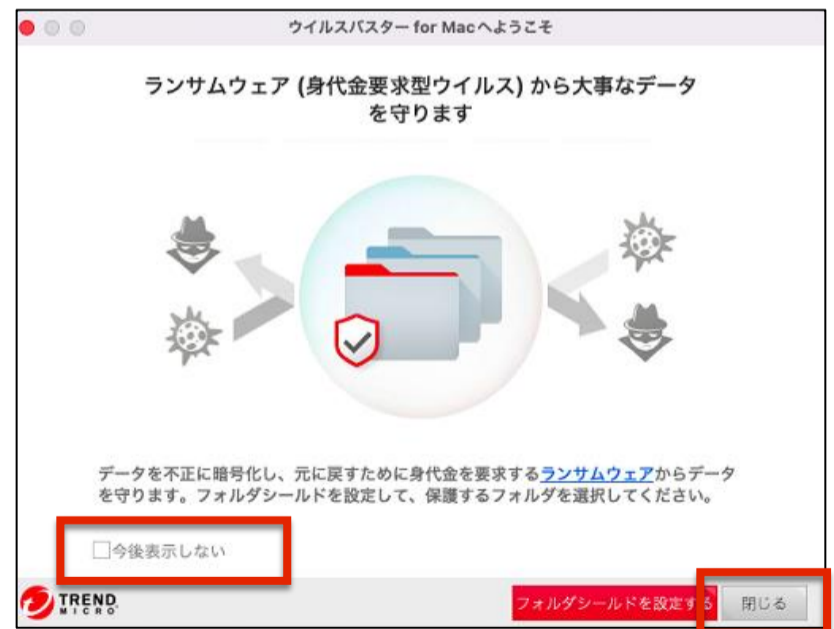 ウイルスバスター for Macへようこそ
ランサムウェア (身代金要求型ウイルス) から大事なデータ
を守ります
データを不正に暗号化し、元に戻すために身代金を要求するランサムウェアからデータ
を守ります。フォルダシールドを設定して、保護するフォルダを選択してください。
今後表示しない
TREND
MICRO
フォルダシールドを設定する
閉じる